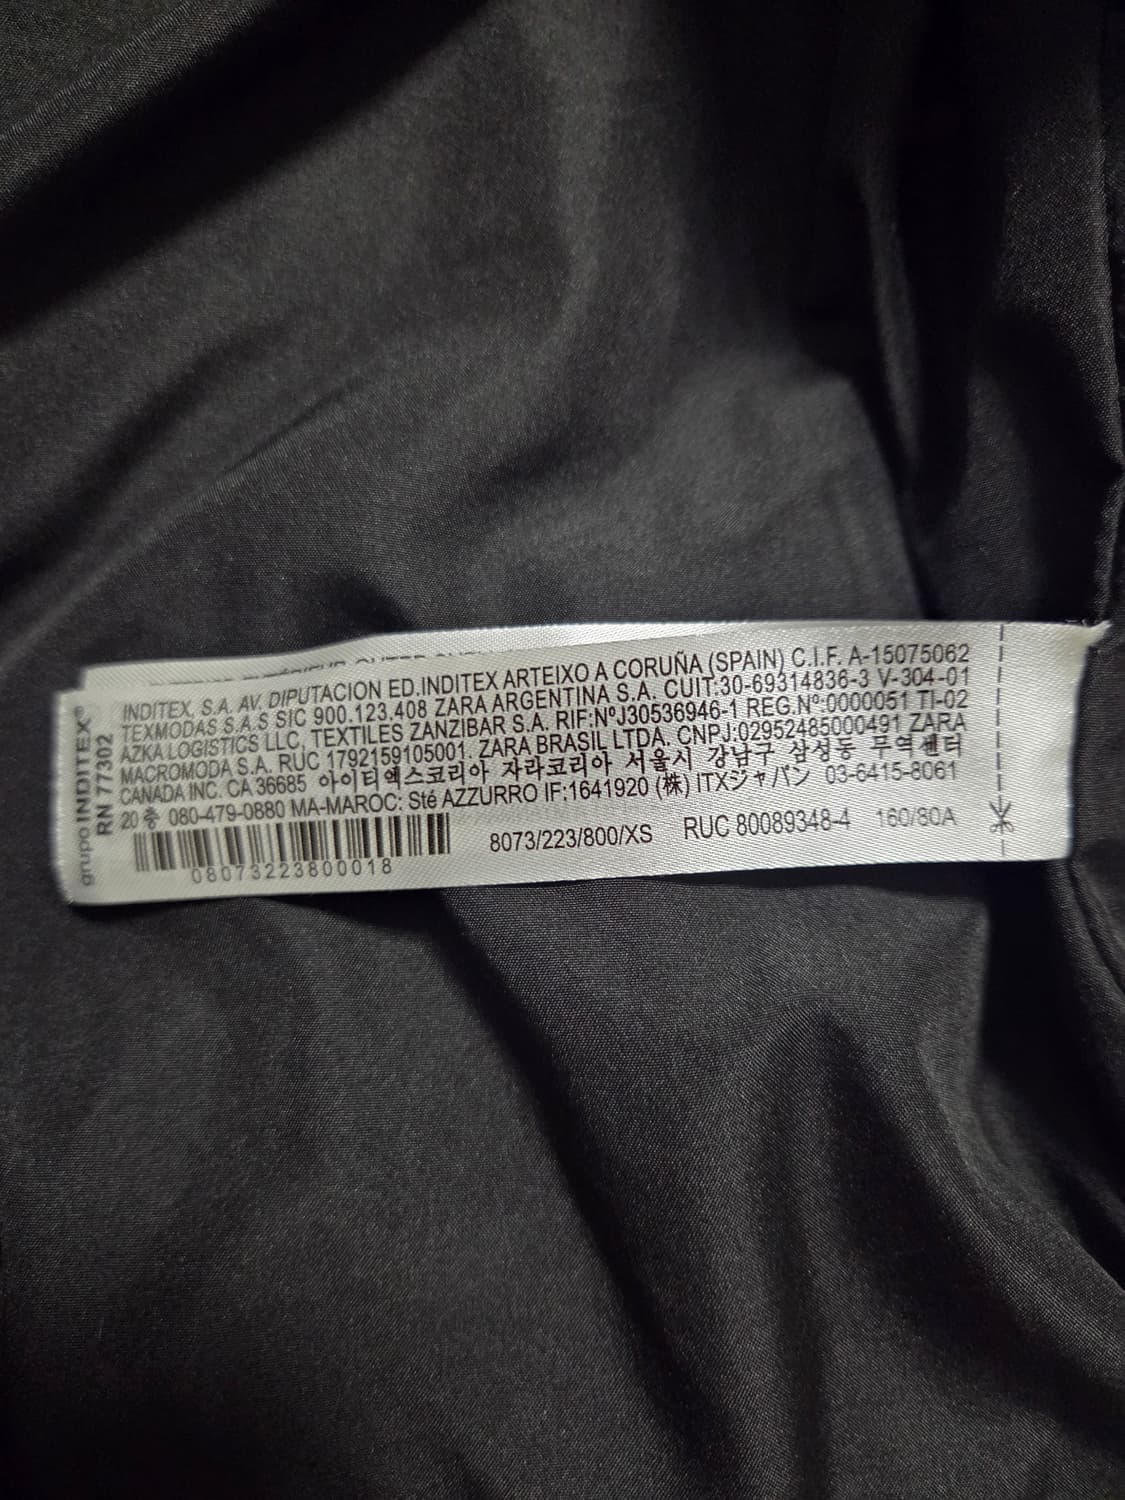 grupo INDITEX®
RN 77302
INDITEX, S.A. AV. DIPUTACION ED.INDITEX ARTEIXO A CORUÑA (SPAIN) C.I.F. A-15075062
TEXMODAS S.A.S SIC 900.123.408 ZARA ARGENTINA S.A. CUIT:30-69314836-3 V-304-01
AZKA LOGISTICS LLC, TEXTILES ZANZIBAR S.A. RIF:NºJ30536946-1 REG.Nº:0000051 TI-02
MACROMODA S.A. RUC 1792159105001. ZARA BRASIL LTDA, CNPJ:02952485000491 ZARA
CANADA INC. CA 36685 아이티엑스코리아 자라코리아 서울시 강남구 삼성동 무역센터
20 층 080-479-0880 MA-MAROC: Sté AZZURRO IF:1641920 (株) ITXジャパン 03-6415-8061
8073/223/800/XS RUC 80089348-4 160/80A
08073223800018